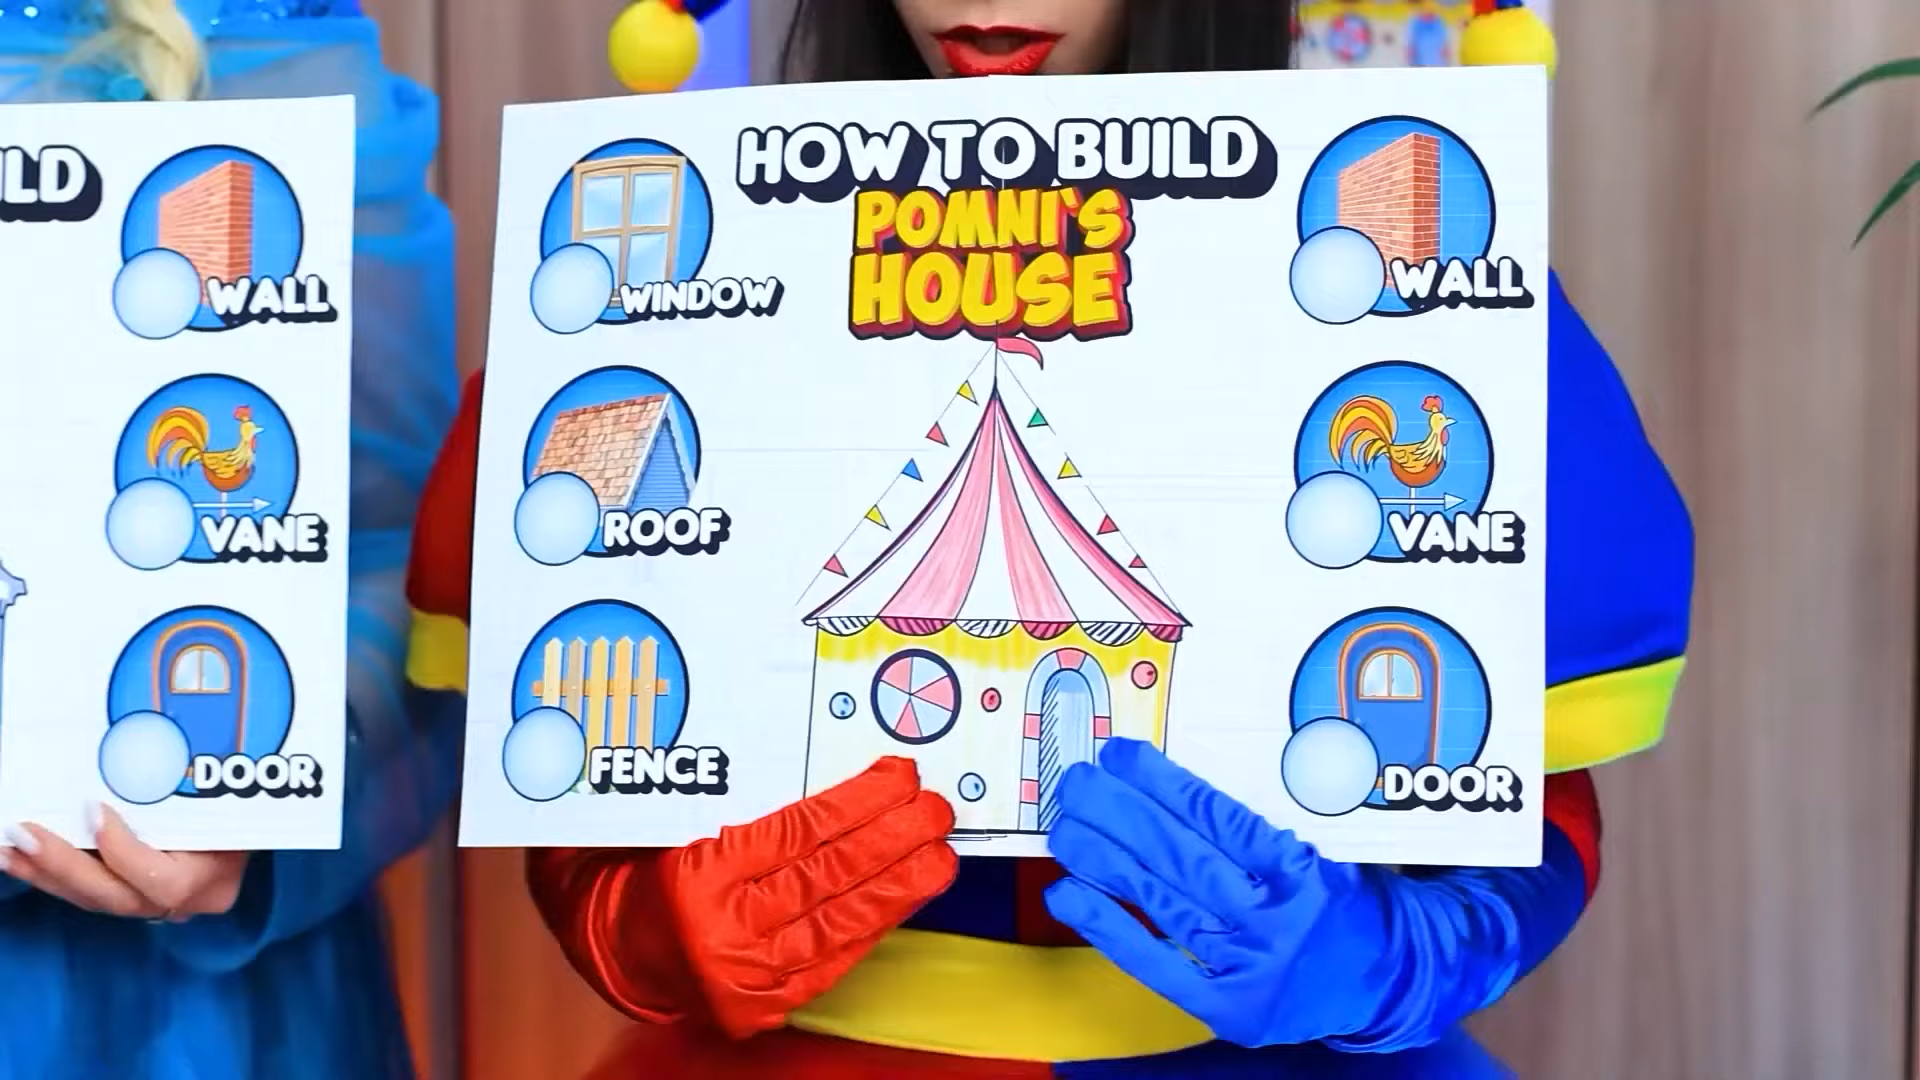 LD
WALL
VANE
DOOR
HOW TO BUILD
POMNI'S
HOUSE
WINDOW
WALL
ROOF
VANE
FENCE
DOOR